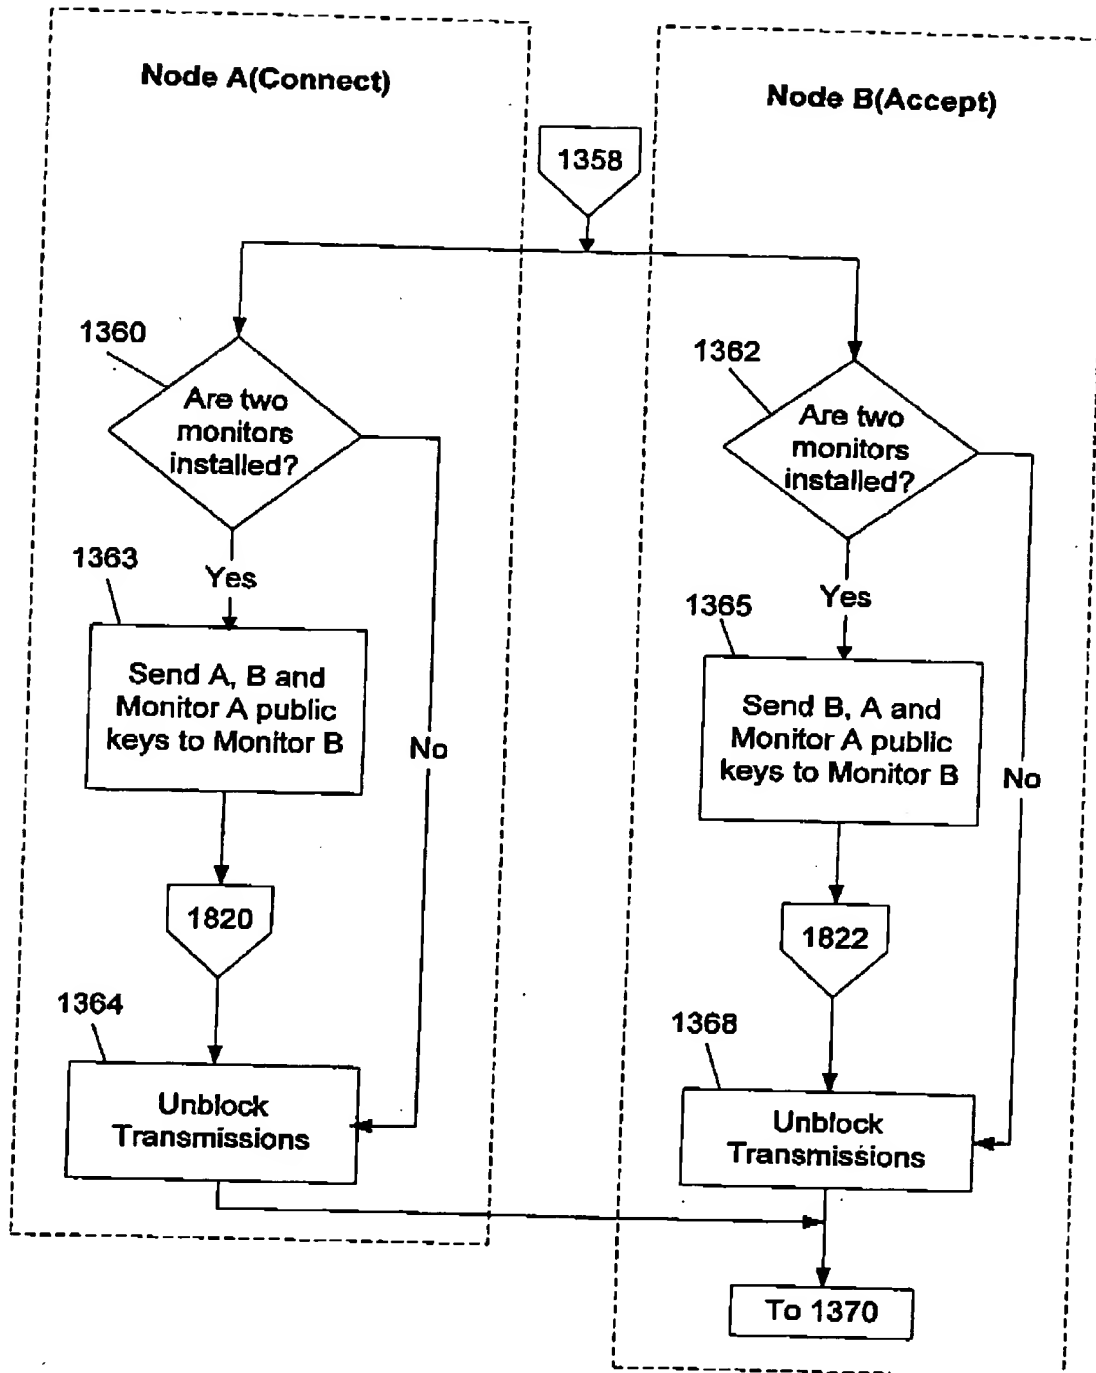 Node A(Connect)
Node B(Accept)
1358
1360
Are two
monitors
installed?
1362
Are two
monitors
installed?
1363
Yes
Send A, B and
Monitor A public
keys to Monitor B
No
1365
Yes
Send B, A and
Monitor A public
keys to Monitor B
No
1820
1822
1364
Unblock
Transmissions
1368
Unblock
Transmissions
To 1370